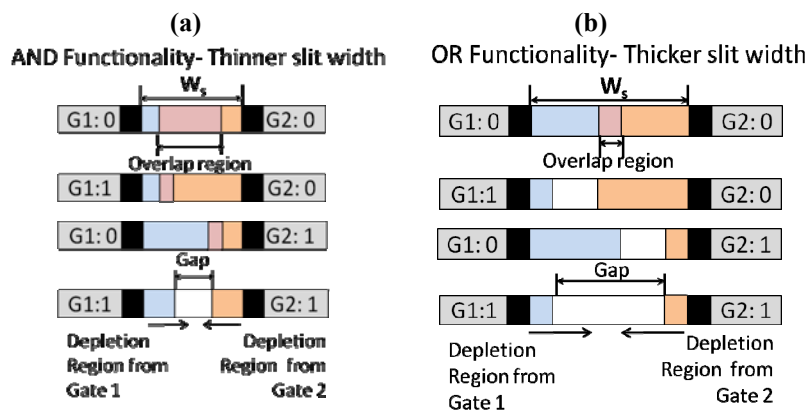 (a)
AND Functionality- Thinner slit width
Ws
G1: 0 G2: 0
Overlap region
G1:1 G2: 0
G1: 0 G2: 1
Gap
G1:1 G2: 1
Depletion Region from Gate 1
Depletion Region from Gate 2
(b)
OR Functionality- Thicker slit width
Ws
G1: 0 G2: 0
Overlap region
G1:1 G2: 0
G1: 0 G2: 1
Gap
G1:1 G2: 1
Depletion
Region from
Gate 1
Depletion
Region from
Gate 2